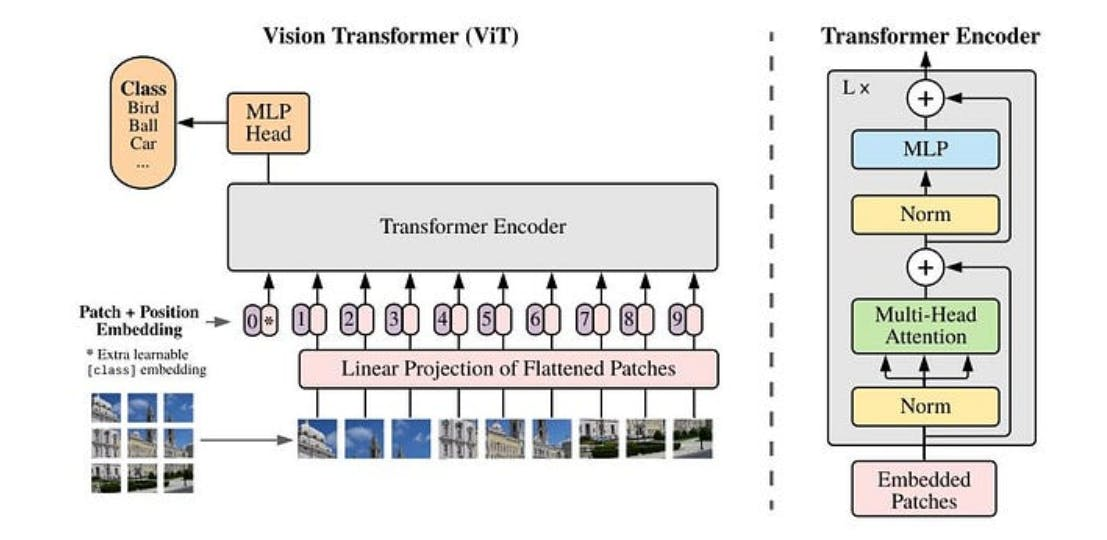 Vision Transformer (ViT)
Class
Bird
Ball
Car
...
MLP
Head
Transformer Encoder
Patch + Position
Embedding
0 * 1 2 3 4 5 6 7 8 9
* Extra learnable
[class] embedding
Linear Projection of Flattened Patches
Transformer Encoder
L ×
+
MLP
Norm
+
Multi-Head
Attention
Norm
Embedded
Patches